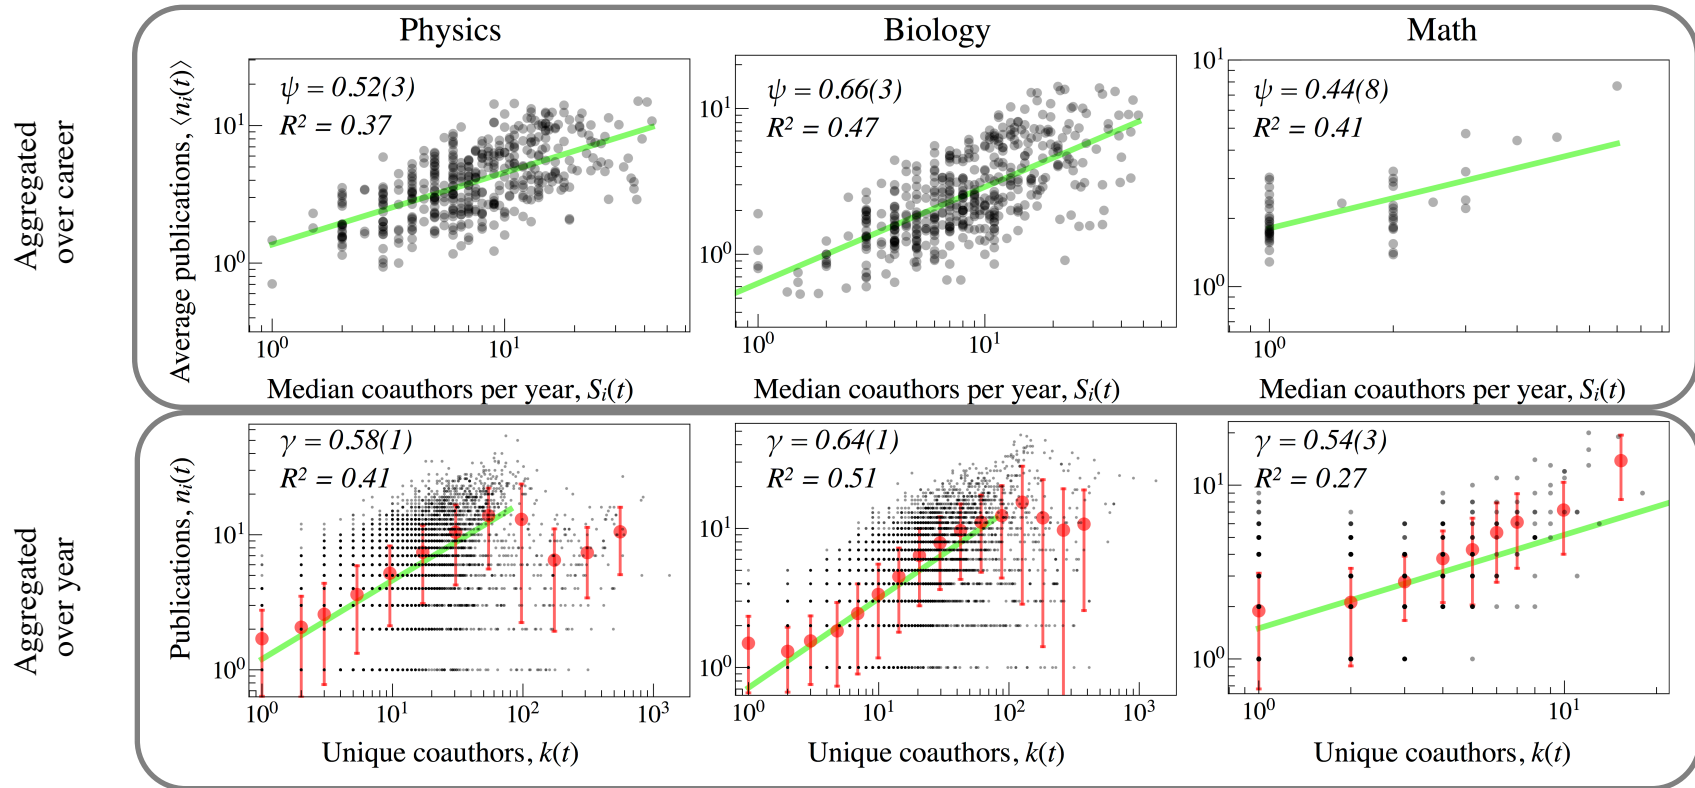 Physics
Biology
Math
Aggregated
over career
Average publications, ⟨nᵢ(t)⟩
ψ = 0.52(3)
R² = 0.37
10¹
10⁰
10⁰
10¹
Median coauthors per year, Sᵢ(t)
ψ = 0.66(3)
R² = 0.47
10¹
10⁰
10⁰
10¹
Median coauthors per year, Sᵢ(t)
10¹
ψ = 0.44(8)
R² = 0.41
10⁰
10⁰
Median coauthors per year, Sᵢ(t)
Aggregated
over year
Publications, nᵢ(t)
γ = 0.58(1)
R² = 0.41
10¹
10⁰
10⁰
10¹
10²
10³
Unique coauthors, k(t)
γ = 0.64(1)
R² = 0.51
10¹
10⁰
10⁰
10¹
10²
10³
Unique coauthors, k(t)
γ = 0.54(3)
R² = 0.27
10¹
10⁰
10⁰
10¹
Unique coauthors, k(t)